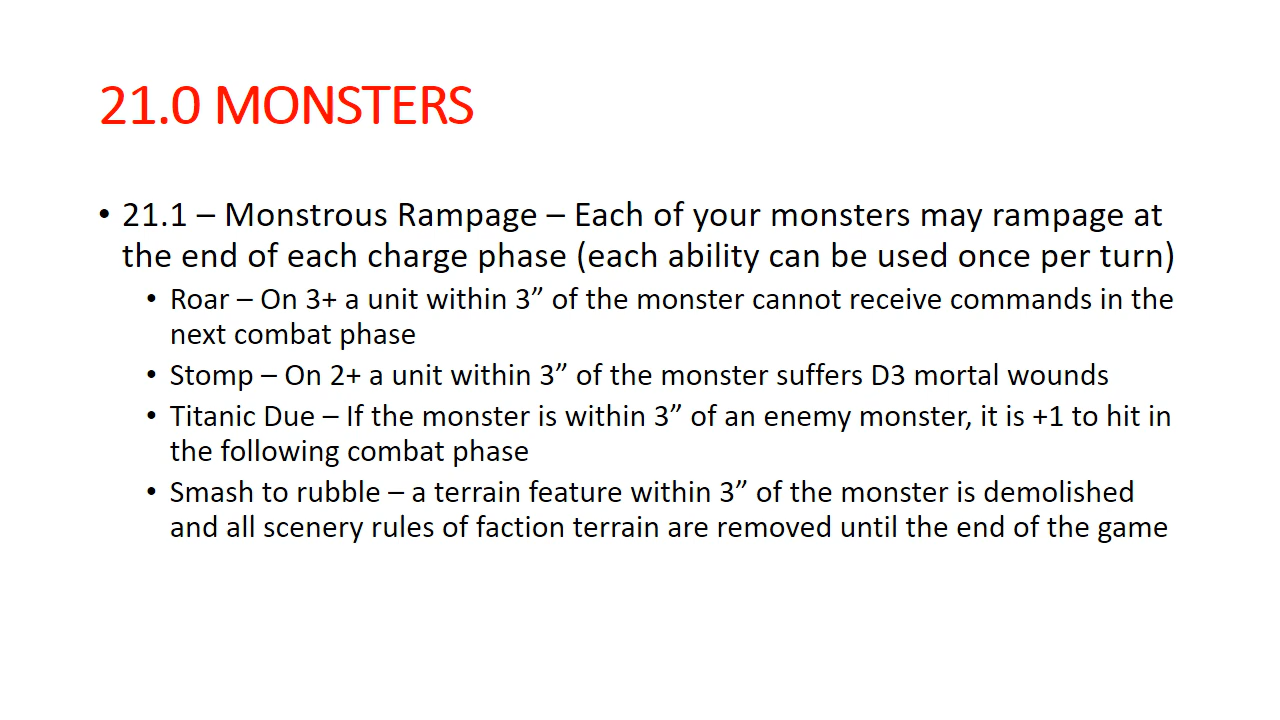 21.0 MONSTERS
• 21.1 – Monstrous Rampage – Each of your monsters may rampage at
the end of each charge phase (each ability can be used once per turn)
• Roar – On 3+ a unit within 3” of the monster cannot receive commands in the
next combat phase
• Stomp – On 2+ a unit within 3” of the monster suffers D3 mortal wounds
• Titanic Due – If the monster is within 3” of an enemy monster, it is +1 to hit in
the following combat phase
• Smash to rubble – a terrain feature within 3” of the monster is demolished
and all scenery rules of faction terrain are removed until the end of the game